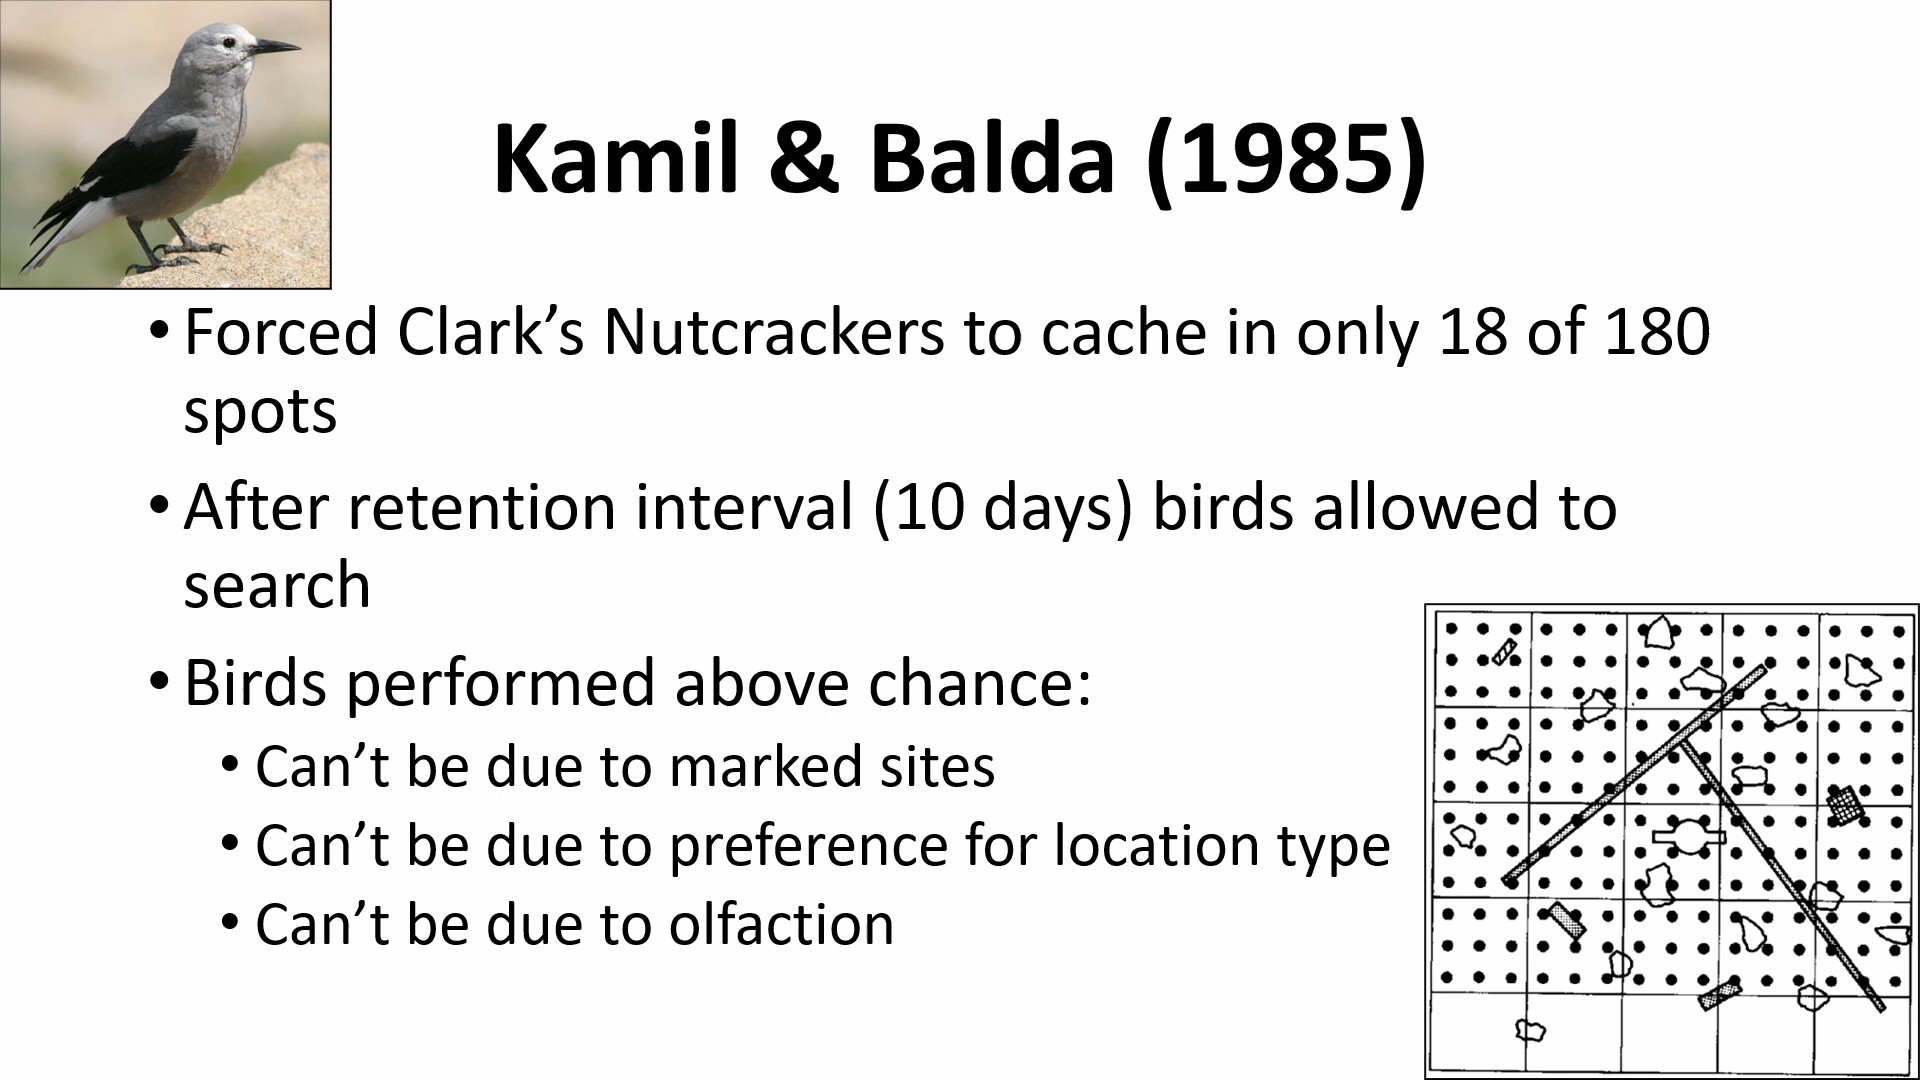 Kamil & Balda (1985)
• Forced Clark’s Nutcrackers to cache in only 18 of 180
spots
• After retention interval (10 days) birds allowed to
search
• Birds performed above chance:
• Can’t be due to marked sites
• Can’t be due to preference for location type
• Can’t be due to olfaction